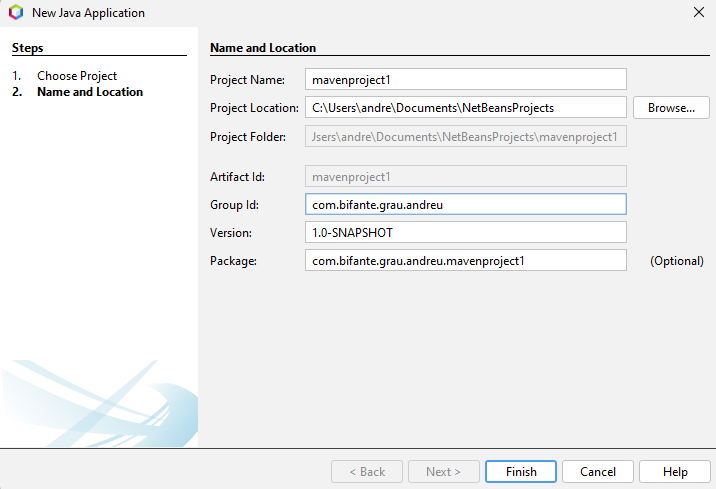 New Java Application
Steps
1. Choose Project
2. Name and Location
Name and Location
Project Name: mavenproject1
Project Location: C:\Users\andre\Documents\NetBeansProjects Browse...
Project Folder: Jsers\andre\Documents\NetBeansProjects\mavenproject1
Artifact Id: mavenproject1
Group Id: com.bifante.grau.andreu
Version: 1.0-SNAPSHOT
Package: com.bifante.grau.andreu.mavenproject1 (Optional)
< Back Next > Finish Cancel Help